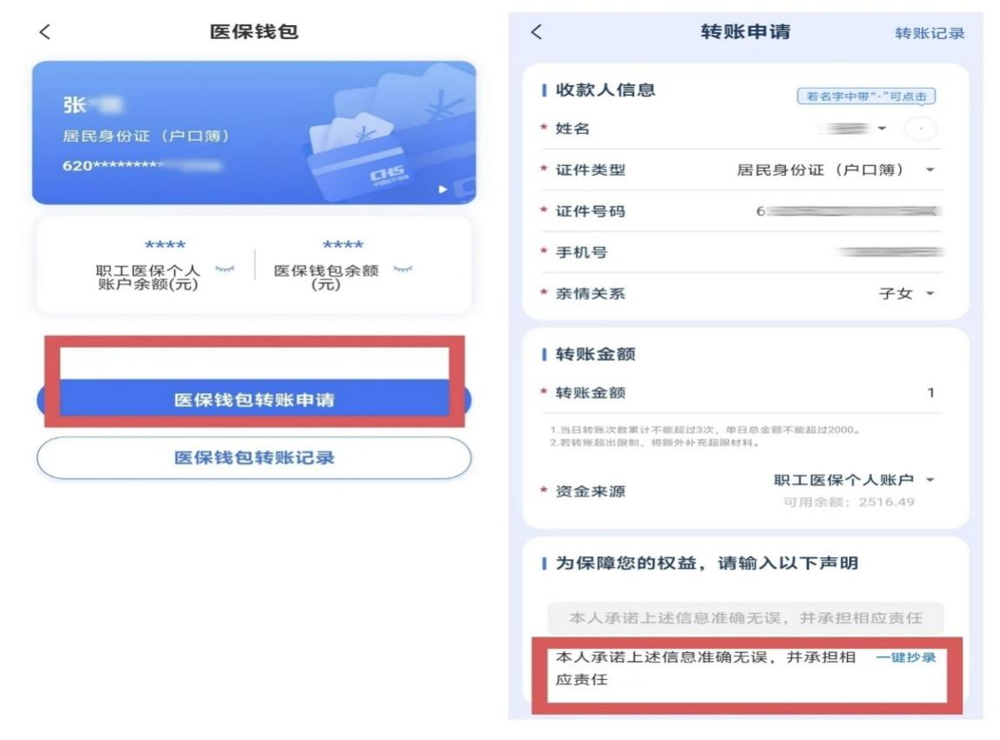 医保钱包
张*
居民身份证（户口簿）
620**********
CHS
****
职工医保个人
账户余额(元)
****
医保钱包余额
(元)
医保钱包转账申请
医保钱包转账记录
转账申请
转账记录
收款人信息
若名字中带"·"可点击
* 姓名
·
* 证件类型 居民身份证（户口簿）
* 证件号码 6
* 手机号
* 亲情关系 子女
转账金额
* 转账金额 1
1.当日转账次数累计不能超过3次，单日总金额不能超过2000。
2.若转账超出限制，将额外补充超限材料。
* 资金来源 职工医保个人账户
可用余额：2516.49
为保障您的权益，请输入以下声明
本人承诺上述信息准确无误，并承担相应责任
本人承诺上述信息准确无误，并承担相 一键抄录
应责任